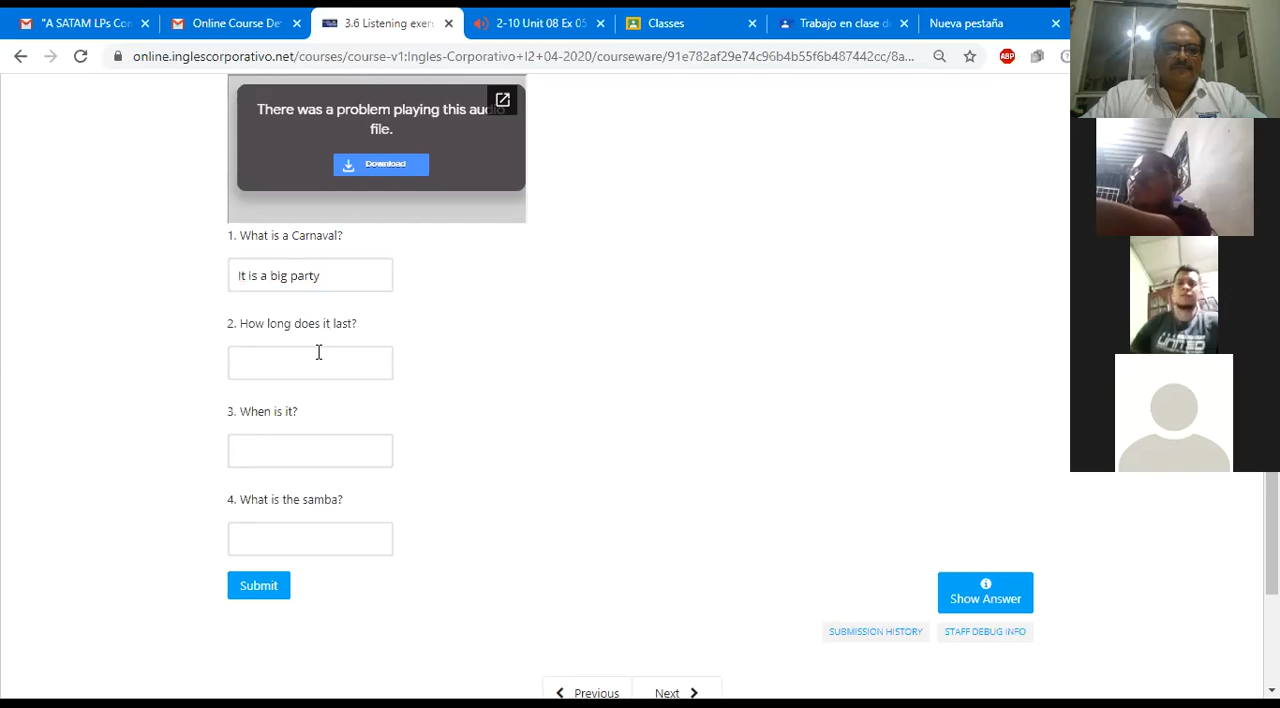 "A SATAM LPs Con
Online Course De
3.6 Listening exer
2-10 Unit 08 Ex 05
Classes
Trabajo en clase d
Nueva pestaña
online.inglescorporativo.net/courses/course-v1:Ingles-Corporativo+I2+04-2020/courseware/91e782af29e74c96b4b55f6b487442cc/8a...
ABP
There was a problem playing this audio
file.
Download
1. What is a Carnaval?
It is a big party
2. How long does it last?
3. When is it?
4. What is the samba?
Submit
Show Answer
SUBMISSION HISTORY
STAFF DEBUG INFO
Previous
Next
UNITED